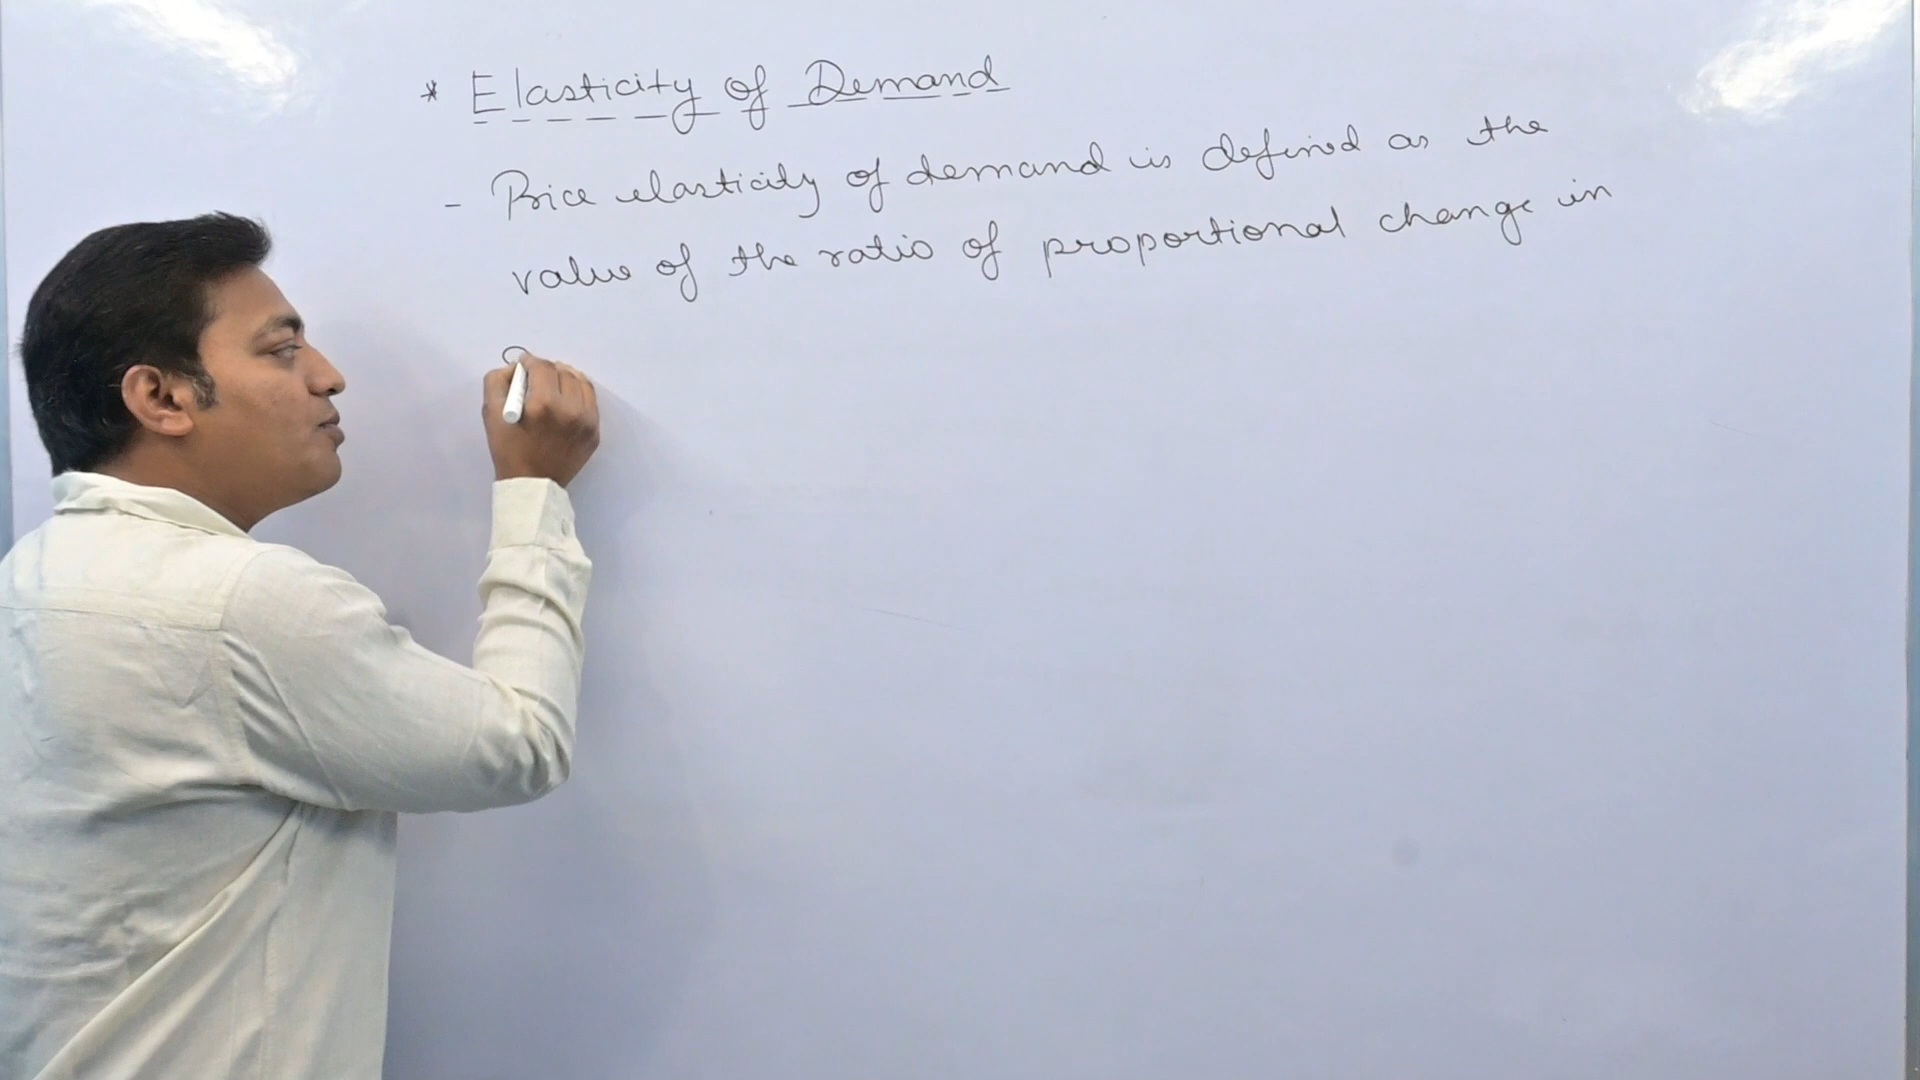 * Elasticity of Demand
- Price elasticity of demand is defined as the
value of the ratio of proportional change in